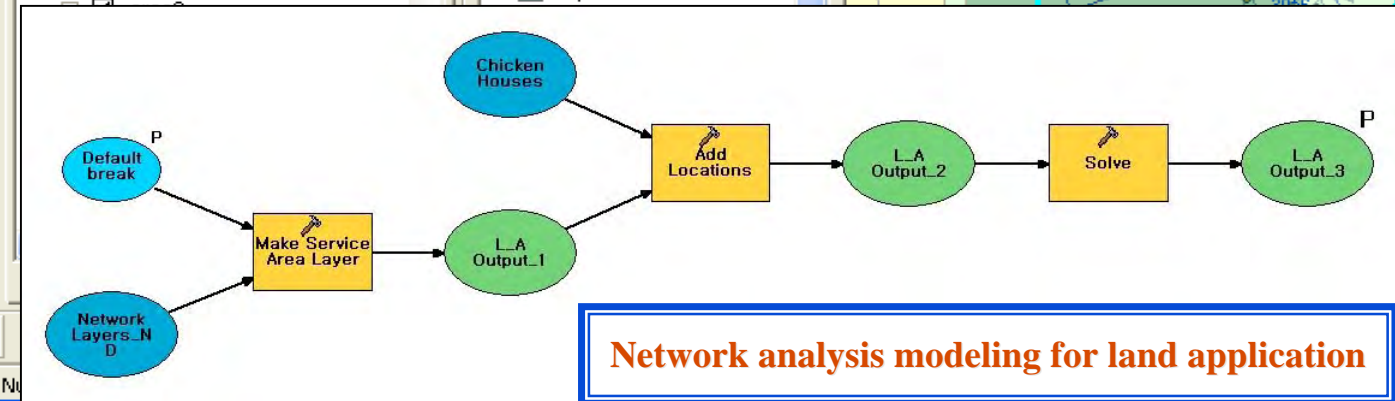 Chicken
Houses
P
Default
break
Add
Locations
L_A
Output_2
Solve
P
L_A
Output_3
Make Service
Area Layer
L_A
Output_1
Network
Layers_N
D
Network analysis modeling for land application